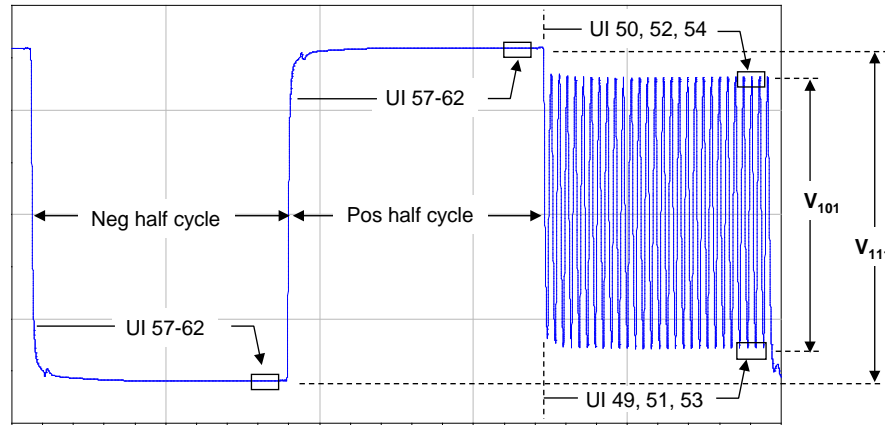 UI 50, 52, 54
UI 57-62
V101
Neg half cycle
Pos half cycle
V111
UI 57-62
UI 49, 51, 53